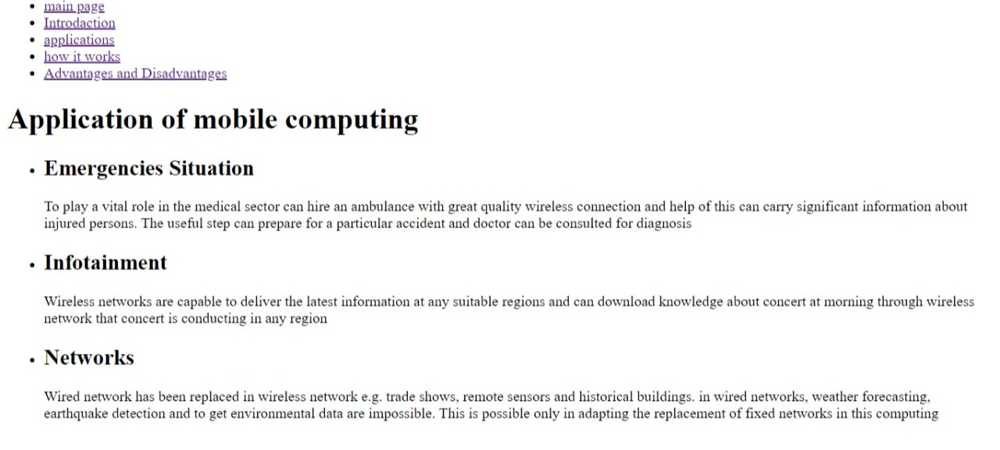 main page
Introdaction
applications
how it works
Advantages and Disadvantages
Application of mobile computing
Emergencies Situation
To play a vital role in the medical sector can hire an ambulance with great quality wireless connection and help of this can carry significant information about
injured persons. The useful step can prepare for a particular accident and doctor can be consulted for diagnosis
Infotainment
Wireless networks are capable to deliver the latest information at any suitable regions and can download knowledge about concert at morning through wireless
network that concert is conducting in any region
Networks
Wired network has been replaced in wireless network e.g. trade shows, remote sensors and historical buildings. in wired networks, weather forecasting,
earthquake detection and to get environmental data are impossible. This is possible only in adapting the replacement of fixed networks in this computing